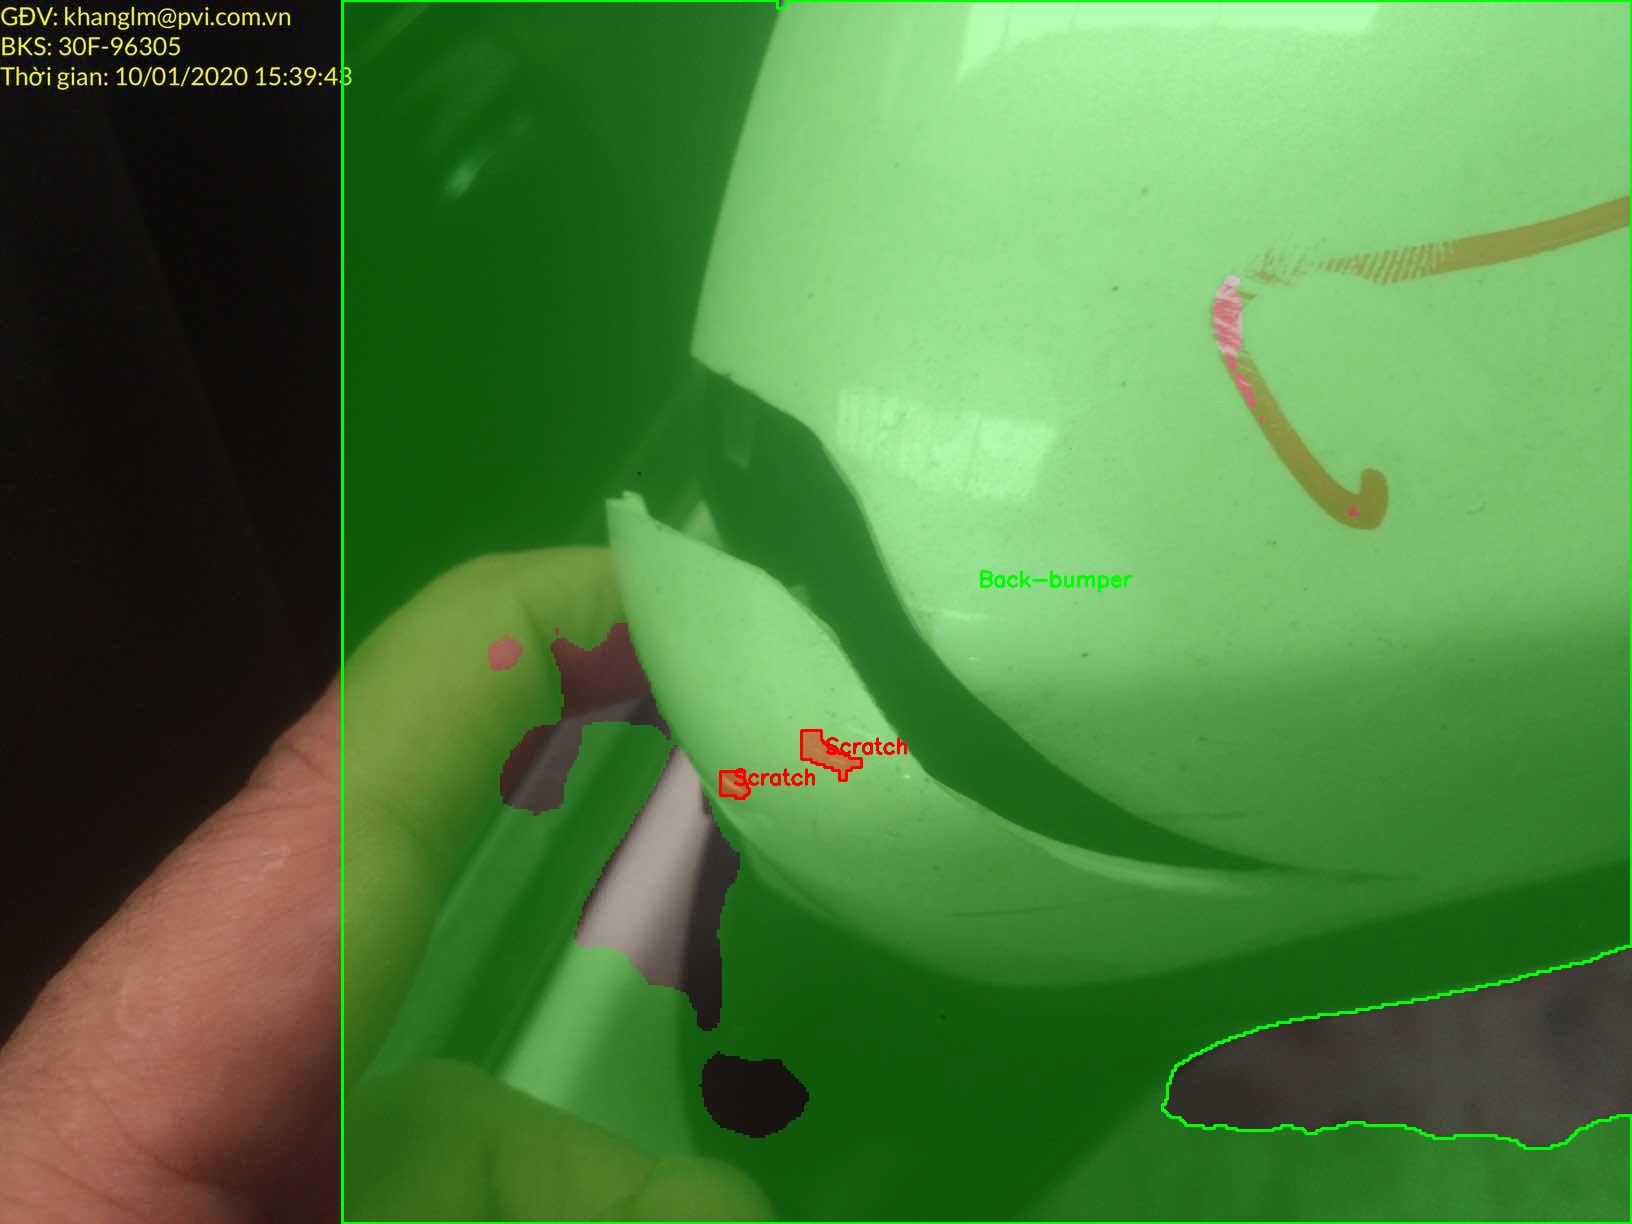 GĐV: khanglm@pvi.com.vn
BKS: 30F-96305
Thời gian: 10/01/2020 15:39:43
Back-bumper
Scratch
Scratch